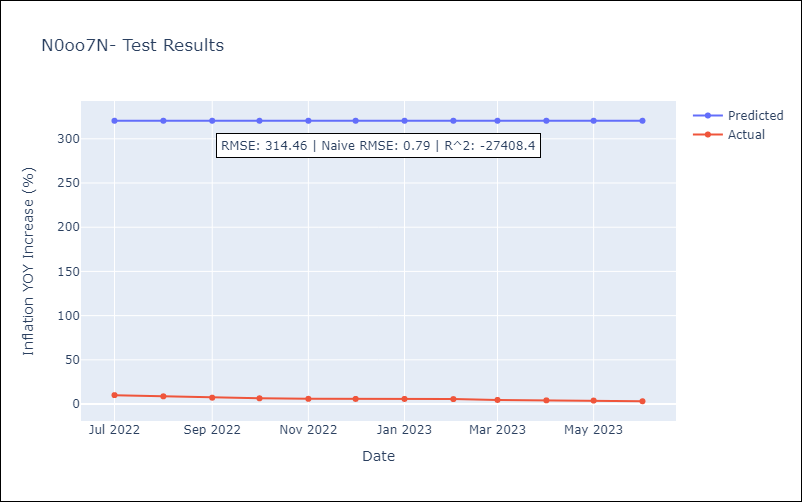 N0oo7N- Test Results
Predicted
Actual
RMSE: 314.46 | Naive RMSE: 0.79 | R^2: -27408.4
Inflation YOY Increase (%)
300
250
200
150
100
50
0
Jul 2022 Sep 2022 Nov 2022 Jan 2023 Mar 2023 May 2023
Date